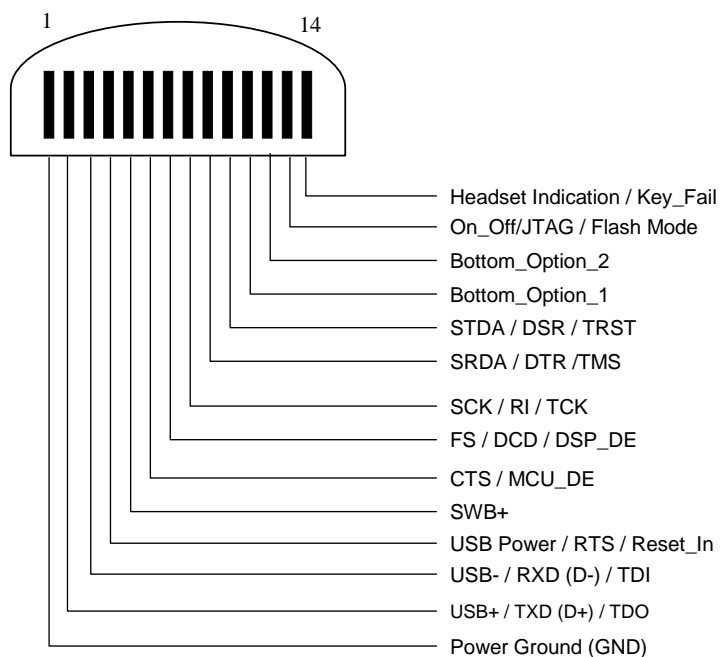 1 14
Headset Indication / Key_Fail
On_Off/JTAG / Flash Mode
Bottom_Option_2
Bottom_Option_1
STDA / DSR / TRST
SRDA / DTR /TMS
SCK / RI / TCK
FS / DCD / DSP_DE
CTS / MCU_DE
SWB+
USB Power / RTS / Reset_In
USB- / RXD (D-) / TDI
USB+ / TXD (D+) / TDO
Power Ground (GND)